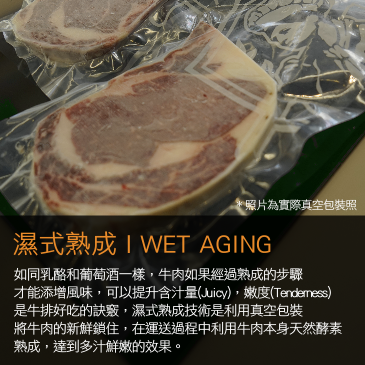 ＊照片為實際真空包裝照
濕式熟成 | WET AGING
如同乳酪和葡萄酒一樣，牛肉如果經過熟成的步驟
才能添增風味，可以提升含汁量(Juicy)，嫩度(Tenderness)
是牛排好吃的訣竅，濕式熟成技術是利用真空包裝
將牛肉的新鮮鎖住，在運送過程中利用牛肉本身天然酵素
熟成，達到多汁鮮嫩的效果。